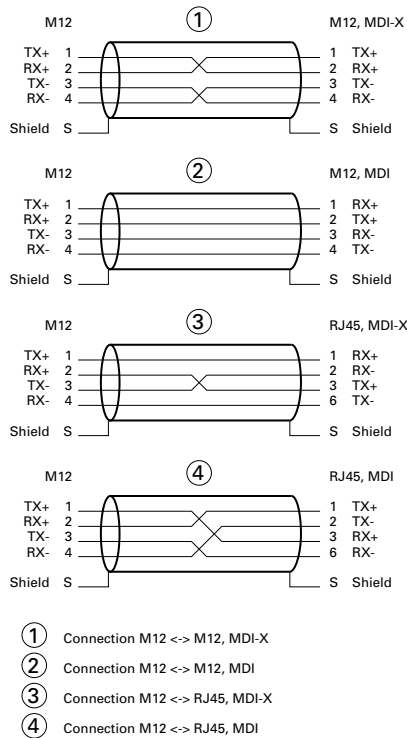 M12 1 M12, MDI-X
TX+ 1 1 TX+
RX+ 2 2 RX+
TX- 3 3 TX-
RX- 4 4 RX-
Shield S S Shield
M12 2 M12, MDI
TX+ 1 1 RX+
RX+ 2 2 TX+
TX- 3 3 RX-
RX- 4 4 TX-
Shield S S Shield
M12 3 RJ45, MDI-X
TX+ 1 1 RX+
RX+ 2 2 RX-
TX- 3 3 TX+
RX- 4 6 TX-
Shield S S Shield
M12 4 RJ45, MDI
TX+ 1 1 TX+
RX+ 2 2 TX-
TX- 3 3 RX+
RX- 4 6 RX-
Shield S S Shield
1 Connection M12 <-> M12, MDI-X
2 Connection M12 <-> M12, MDI
3 Connection M12 <-> RJ45, MDI-X
4 Connection M12 <-> RJ45, MDI